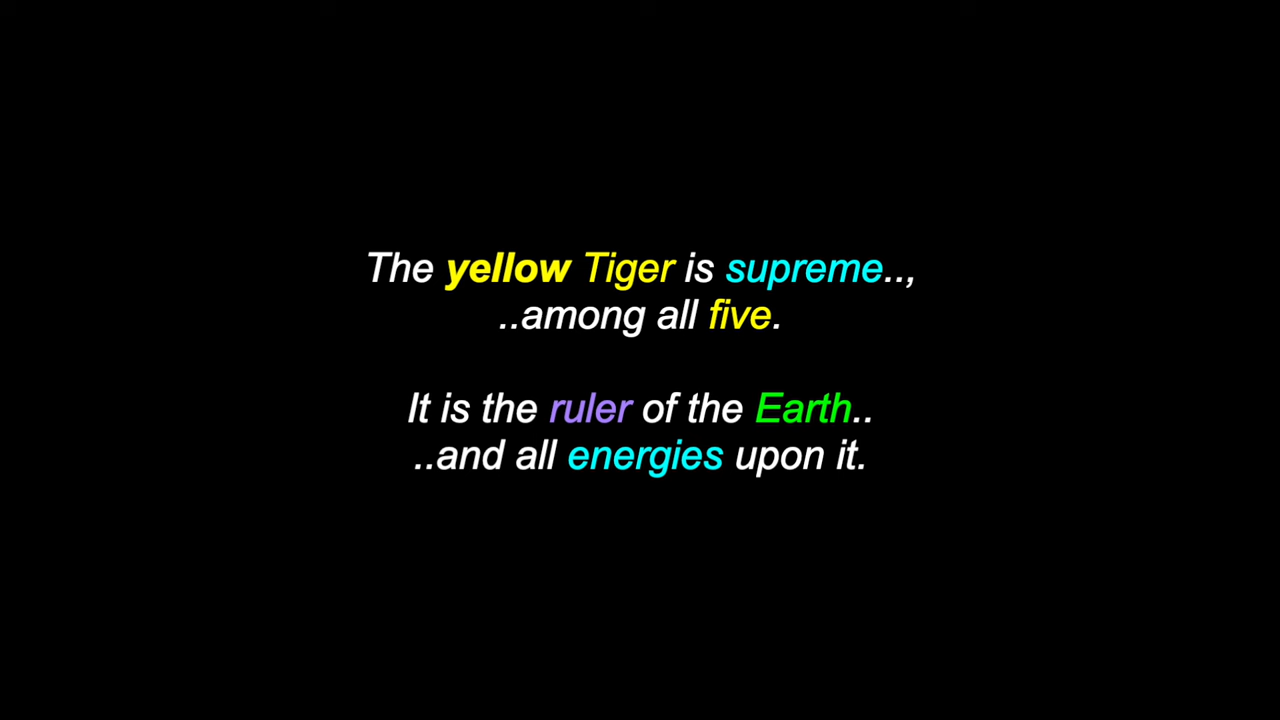 The yellow Tiger is supreme..,
..among all five.
It is the ruler of the Earth..
..and all energies upon it.